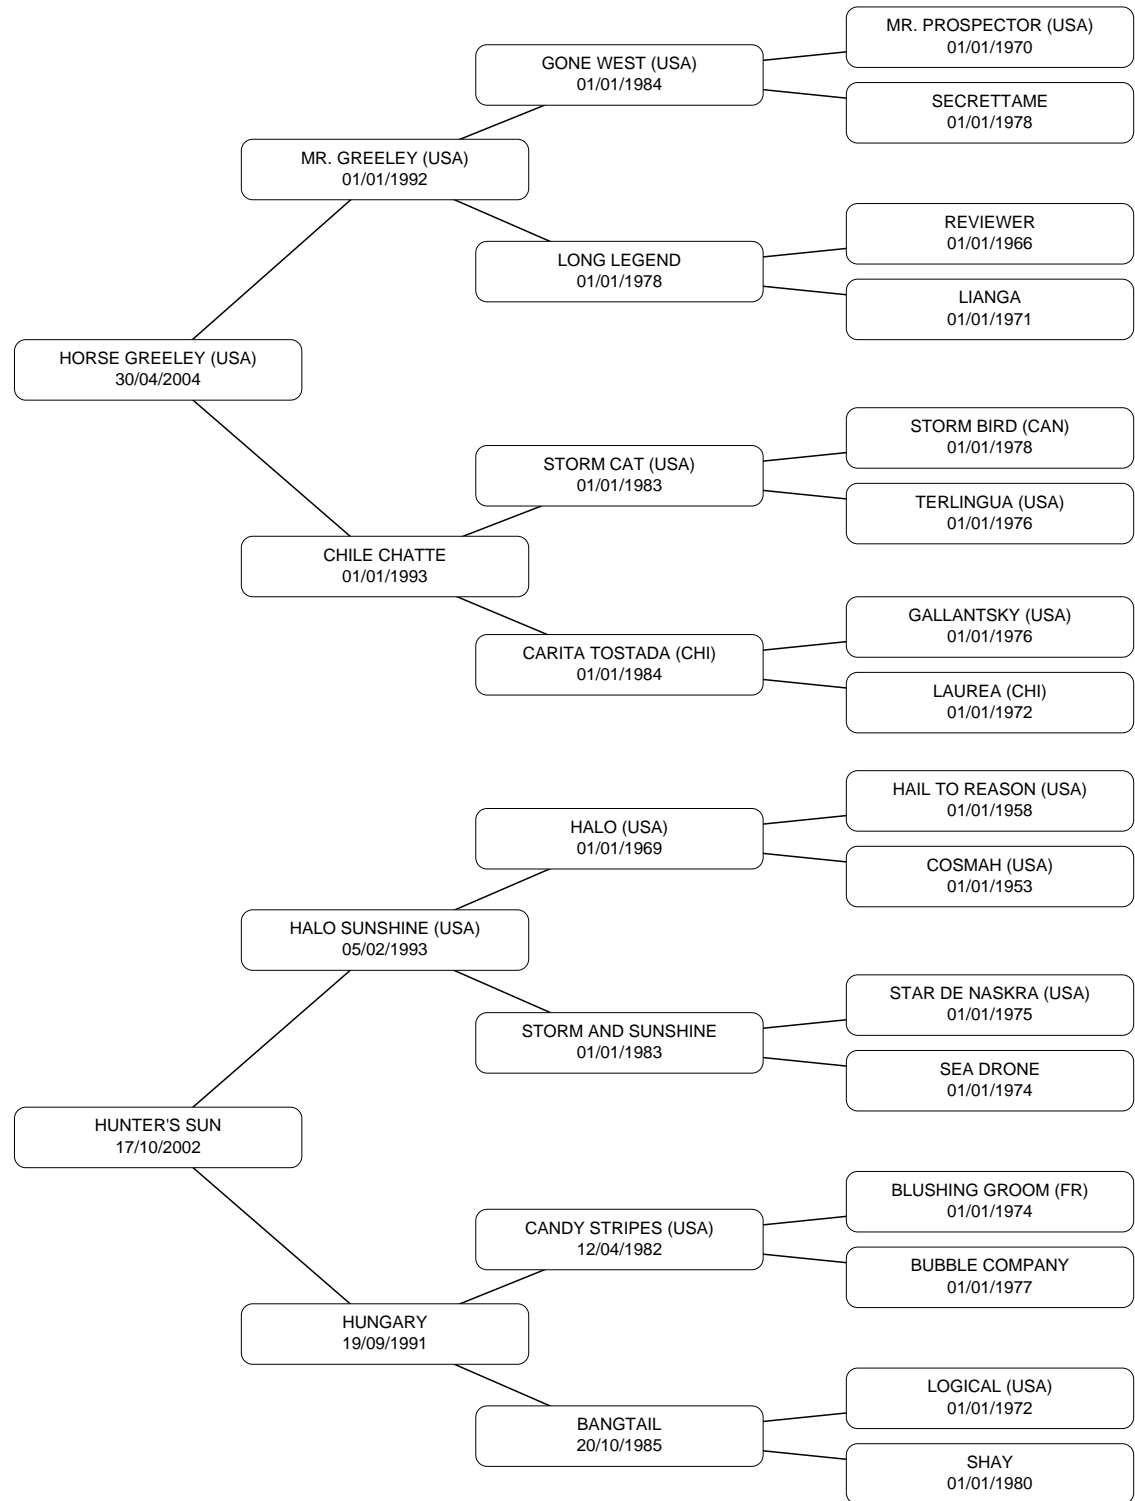 MR. PROSPECTOR (USA)
01/01/1970
GONE WEST (USA)
01/01/1984
SECRETTAME
01/01/1978
MR. GREELEY (USA)
01/01/1992
REVIEWER
01/01/1966
LONG LEGEND
01/01/1978
LIANGA
01/01/1971
HORSE GREELEY (USA)
30/04/2004
STORM BIRD (CAN)
01/01/1978
STORM CAT (USA)
01/01/1983
TERLINGUA (USA)
01/01/1976
CHILE CHATTE
01/01/1993
GALLANTSKY (USA)
01/01/1976
CARITA TOSTADA (CHI)
01/01/1984
LAUREA (CHI)
01/01/1972
HAIL TO REASON (USA)
01/01/1958
HALO (USA)
01/01/1969
COSMAH (USA)
01/01/1953
HALO SUNSHINE (USA)
05/02/1993
STAR DE NASKRA (USA)
01/01/1975
STORM AND SUNSHINE
01/01/1983
SEA DRONE
01/01/1974
HUNTER'S SUN
17/10/2002
BLUSHING GROOM (FR)
01/01/1974
CANDY STRIPES (USA)
12/04/1982
BUBBLE COMPANY
01/01/1977
HUNGARY
19/09/1991
LOGICAL (USA)
01/01/1972
BANGTAIL
20/10/1985
SHAY
01/01/1980